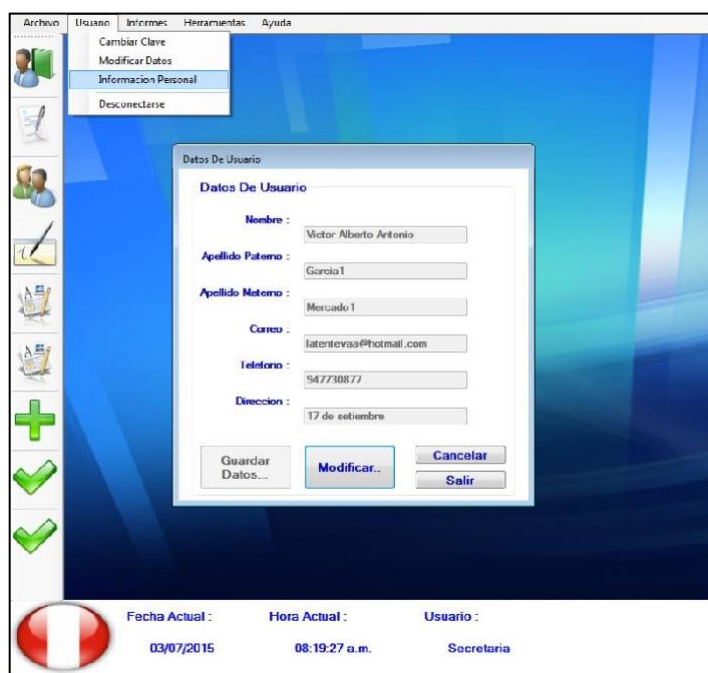 Archivo Usuario Informes Herramientas Ayuda
Cambiar Clave
Modificar Datos
Informacion Personal
Desconectarse
Datos De Usuario
Datos De Usuario
Nombre :
Victor Alberto Antonio
Apellido Paterno :
Garcia1
Apellido Materno :
Mercado1
Correo :
latentevaa@hotmail.com
Telefono :
947730877
Direccion :
17 de setiembre
Guardar Datos...
Modificar..
Cancelar
Salir
Fecha Actual : Hora Actual : Usuario :
03/07/2015 08:19:27 a.m. Secretaria